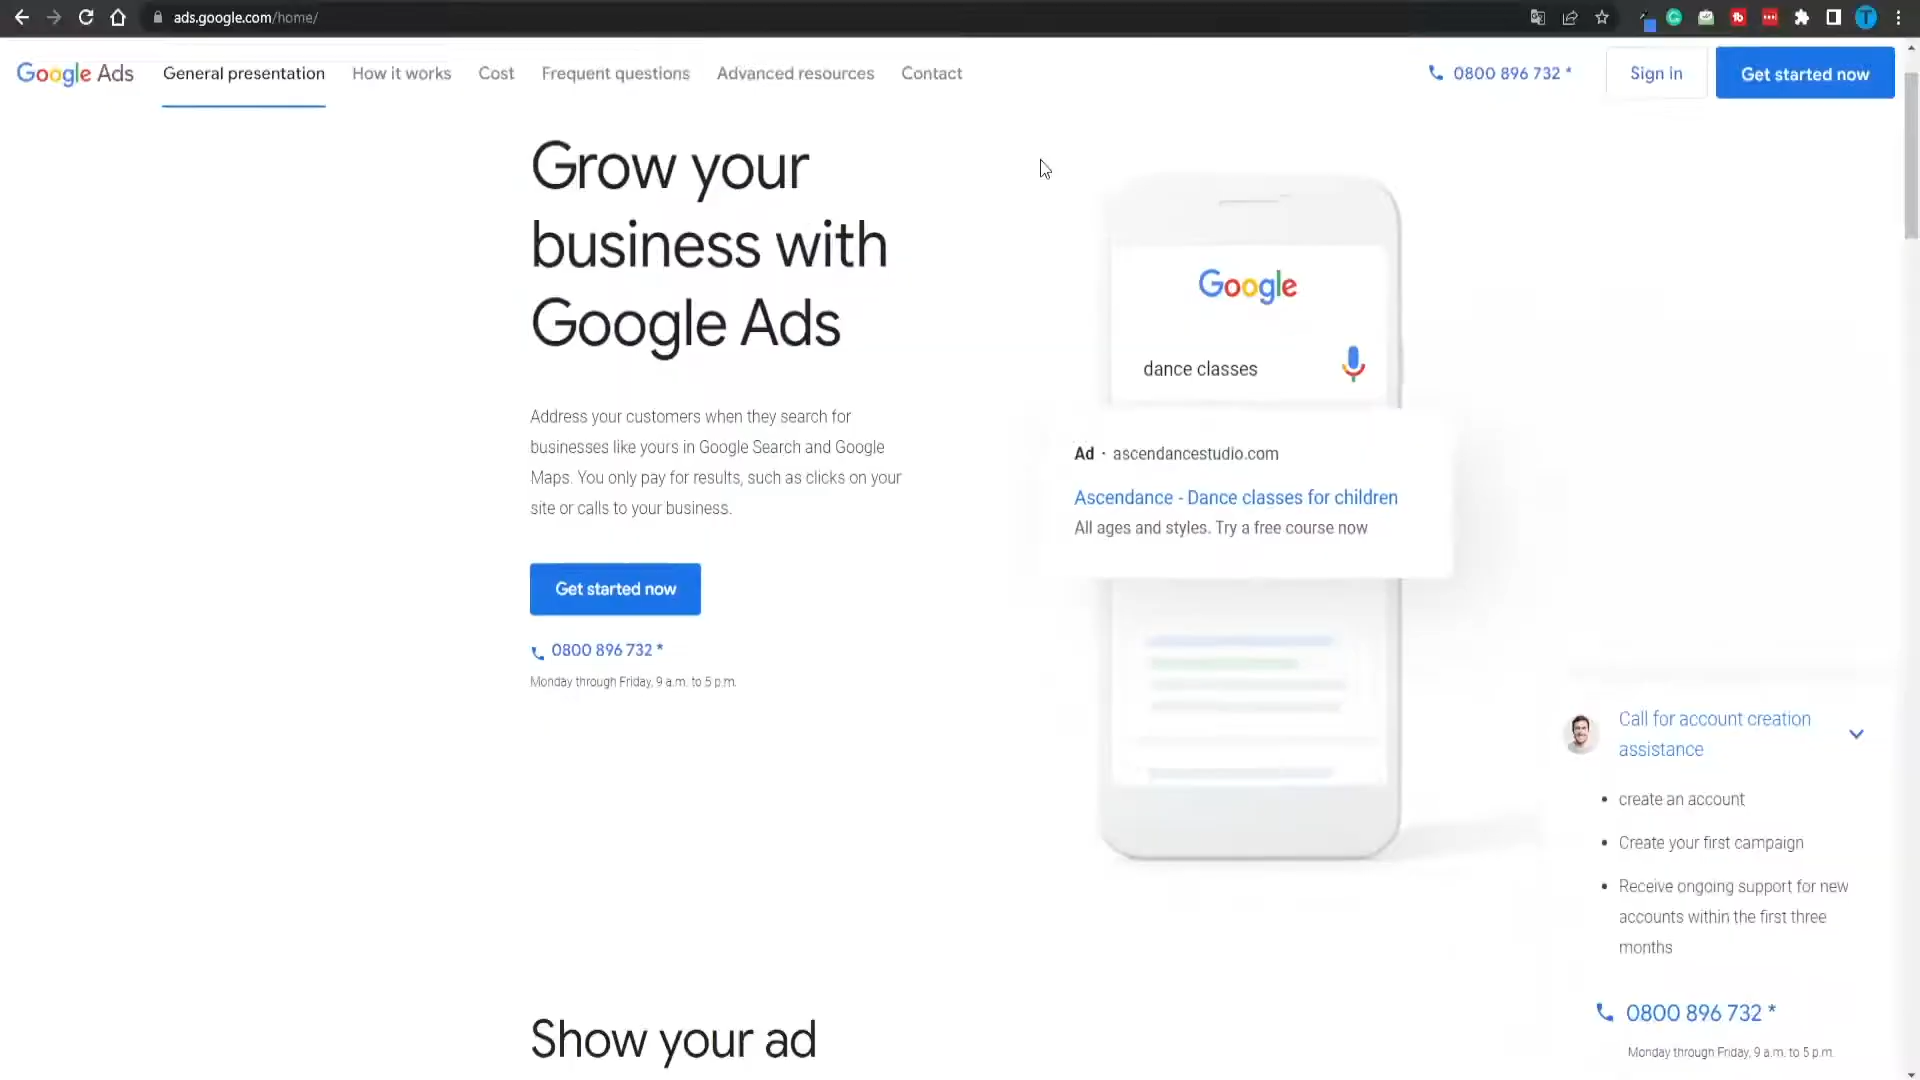 ads.google.com/home/
Google Ads
General presentation
How it works
Cost
Frequent questions
Advanced resources
Contact
0800 896 732 *
Sign in
Get started now
Grow your
business with
Google Ads
Address your customers when they search for
businesses like yours in Google Search and Google
Maps. You only pay for results, such as clicks on your
site or calls to your business.
Get started now
0800 896 732 *
Monday through Friday, 9 a.m. to 5 p.m.
Google
dance classes
Ad · ascendancestudio.com
Ascendance - Dance classes for children
All ages and styles. Try a free course now
Call for account creation
assistance
• create an account
• Create your first campaign
• Receive ongoing support for new
accounts within the first three
months
0800 896 732 *
Monday through Friday, 9 a.m. to 5 p.m.
Show your ad